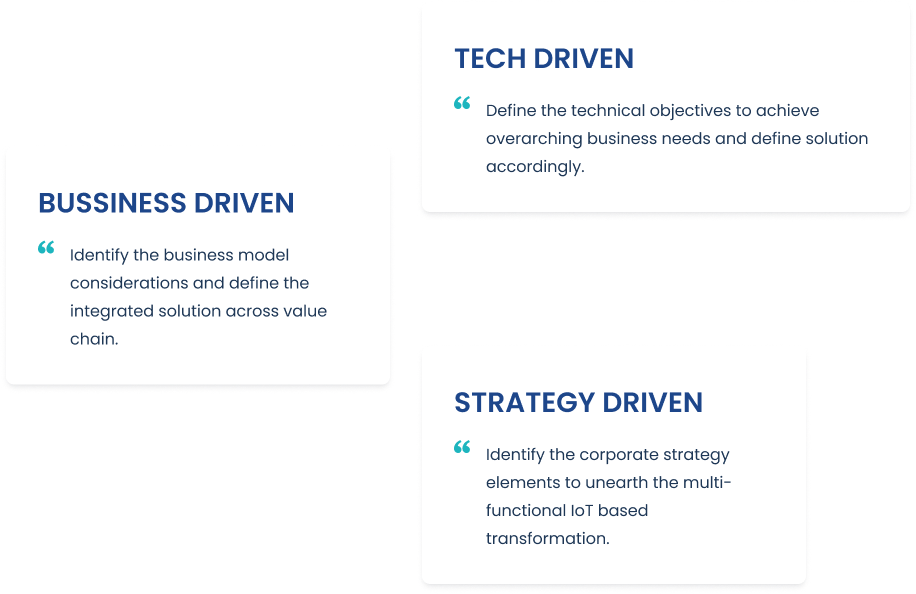 TECH DRIVEN
“ Define the technical objectives to achieve
overarching business needs and define solution
accordingly.
BUSSINESS DRIVEN
“ Identify the business model
considerations and define the
integrated solution across value
chain.
STRATEGY DRIVEN
“ Identify the corporate strategy
elements to unearth the multi-
functional IoT based
transformation.